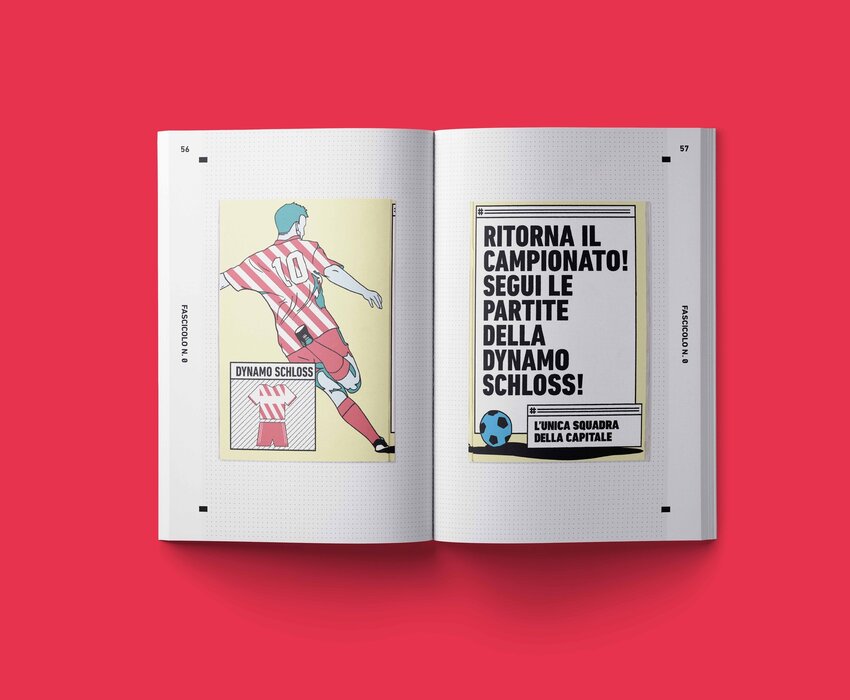 56
FASCICOLO N. 0
10
DYNAMO SCHLOSS
57
FASCICOLO N. 0
#
RITORNA IL
CAMPIONATO!
SEGUI LE
PARTITE
DELLA
DYNAMO
SCHLOSS!
#
L'UNICA SQUADRA
DELLA CAPITALE